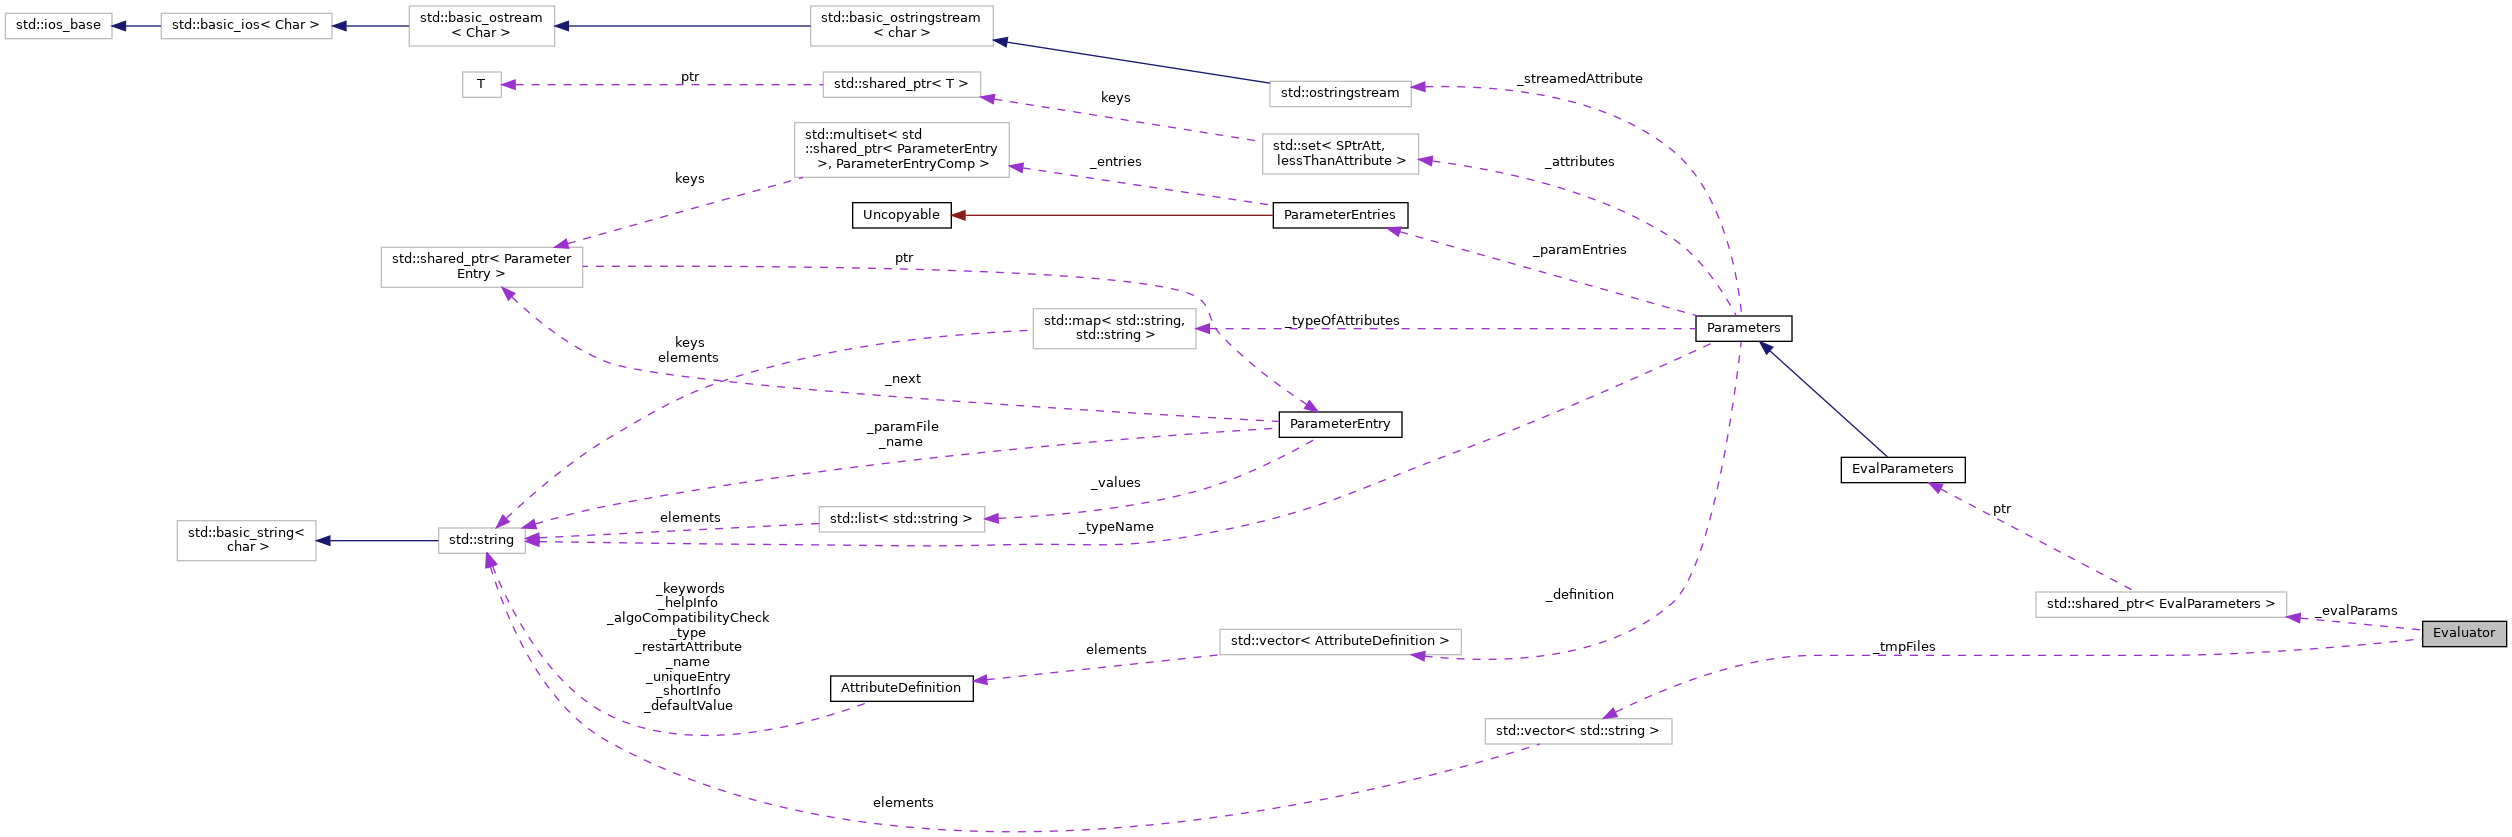 std::ios_base
std::basic_ios< Char >
std::basic_ostream
< Char >
std::basic_ostringstream
< char >
T
ptr
std::shared_ptr< T >
keys
std::ostringstream
_streamedAttribute
std::multiset< std
::shared_ptr< ParameterEntry
>, ParameterEntryComp >
_entries
std::set< SPtrAtt,
lessThanAttribute >
_attributes
keys
Uncopyable
ParameterEntries
_paramEntries
std::shared_ptr< Parameter
Entry >
ptr
std::map< std::string,
std::string >
_typeOfAttributes
Parameters
keys
elements
_next
ParameterEntry
_paramFile
_name
EvalParameters
_values
ptr
std::basic_string<
char >
std::string
elements
std::list< std::string >
_typeName
_keywords
_helpInfo
_algoCompatibilityCheck
_type
_restartAttribute
_name
_uniqueEntry
_shortInfo
_defaultValue
_definition
std::shared_ptr< EvalParameters >
_evalParams
Evaluator
std::vector< AttributeDefinition >
elements
AttributeDefinition
_tmpFiles
std::vector< std::string >
elements